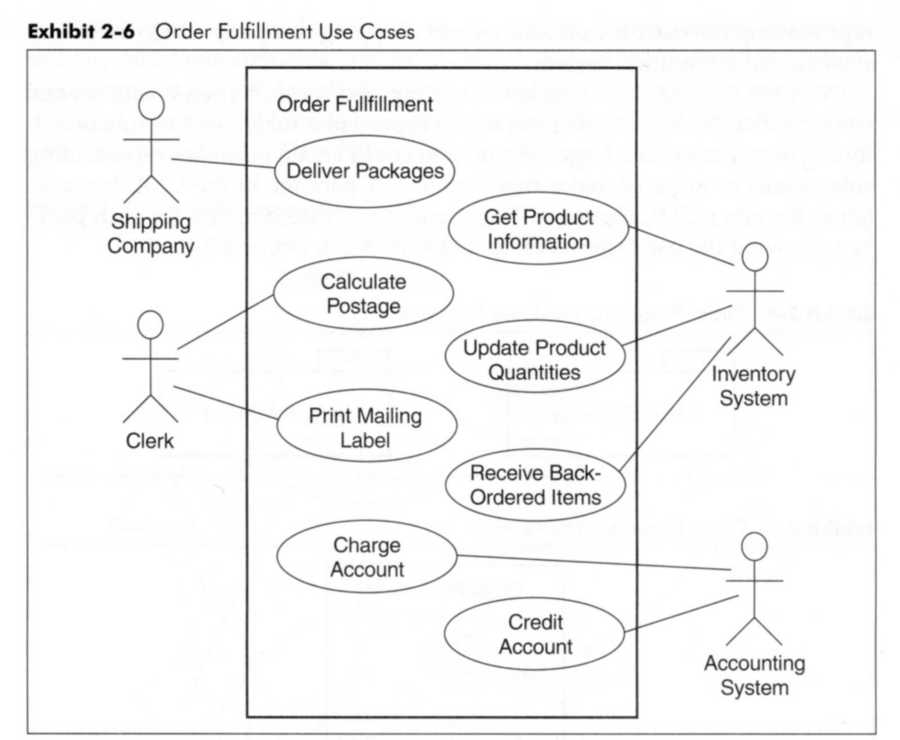 Exhibit 2-6 Order Fulfillment Use Cases
Order Fulfillment
Shipping
Company
Deliver Packages
Get Product
Information
Calculate
Postage
Clerk
Update Product
Quantities
Inventory
System
Print Mailing
Label
Receive Back-
Ordered Items
Charge
Account
Credit
Account
Accounting
System